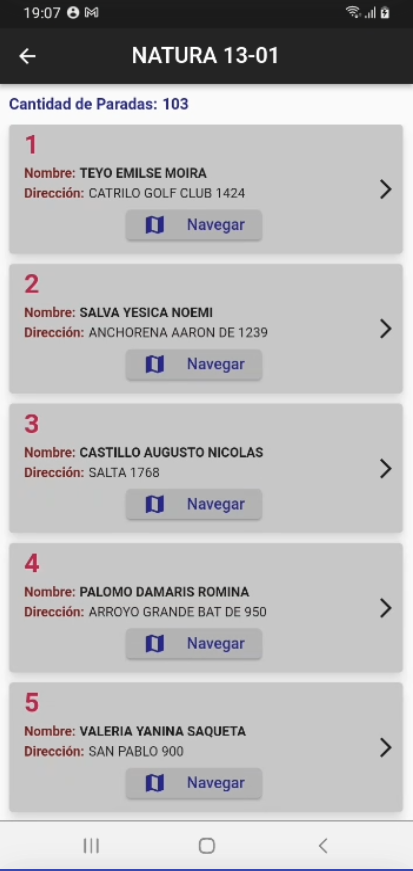 19:07
NATURA 13-01
Cantidad de Paradas: 103
1
Nombre: TEYO EMILSE MOIRA
Dirección: CATRILO GOLF CLUB 1424
Navegar
2
Nombre: SALVA YESICA NOEMI
Dirección: ANCHORENA AARON DE 1239
Navegar
3
Nombre: CASTILLO AUGUSTO NICOLAS
Dirección: SALTA 1768
Navegar
4
Nombre: PALOMO DAMARIS ROMINA
Dirección: ARROYO GRANDE BAT DE 950
Navegar
5
Nombre: VALERIA YANINA SAQUETA
Dirección: SAN PABLO 900
Navegar